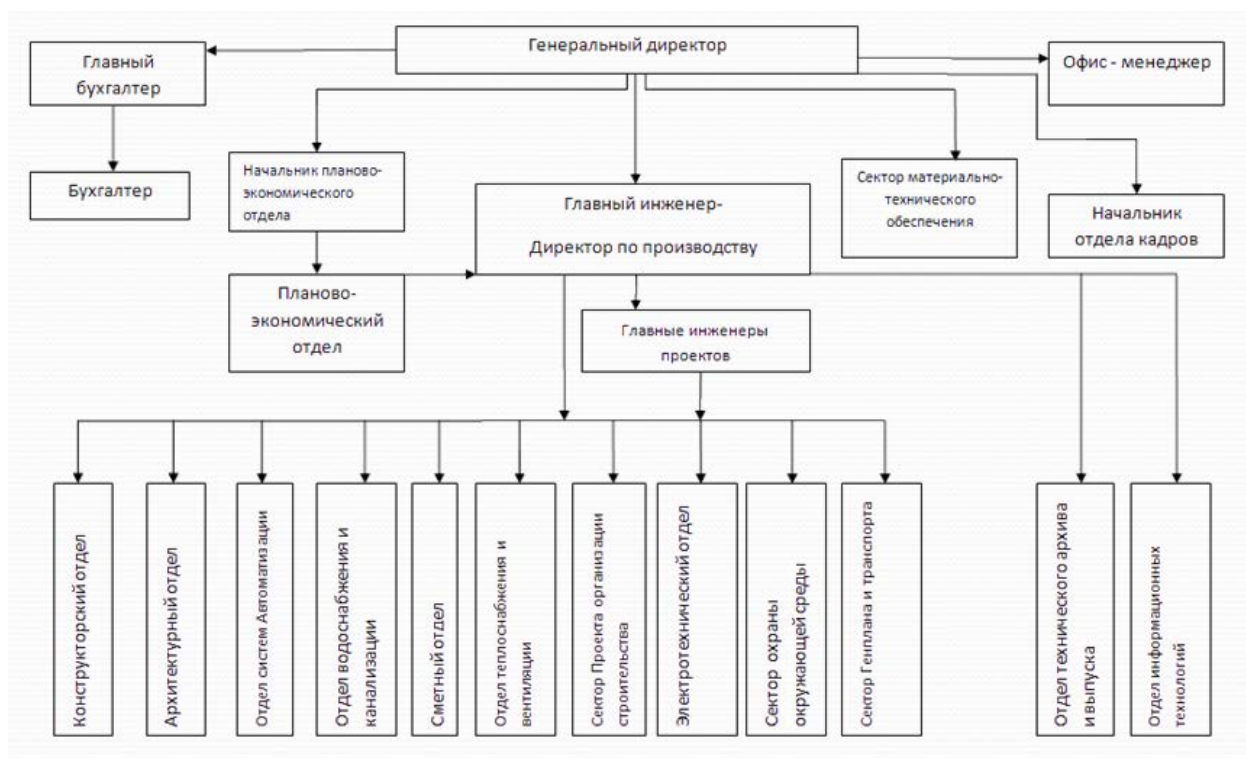 Генеральный директор
Главный
бухгалтер
Офис - менеджер
Бухгалтер
Начальник планово-
экономического
отдела
Главный инженер-
Директор по производству
Сектор материально-
технического
обеспечения
Начальник
отдела кадров
Планово-
экономический
отдел
Главные инженеры
проектов
Конструкторский отдел
Архитектурный отдел
Отдел систем Автоматизации
Отдел водоснабжения и
канализации
Сметный отдел
Отдел теплоснабжения и
вентиляции
Сектор Проекта организации
строительства
Электротехнический отдел
Сектор охраны
окружающей среды
Сектор Генплана и транспорта
Отдел технического архива
и выпуска
Отдел информационных
технологий